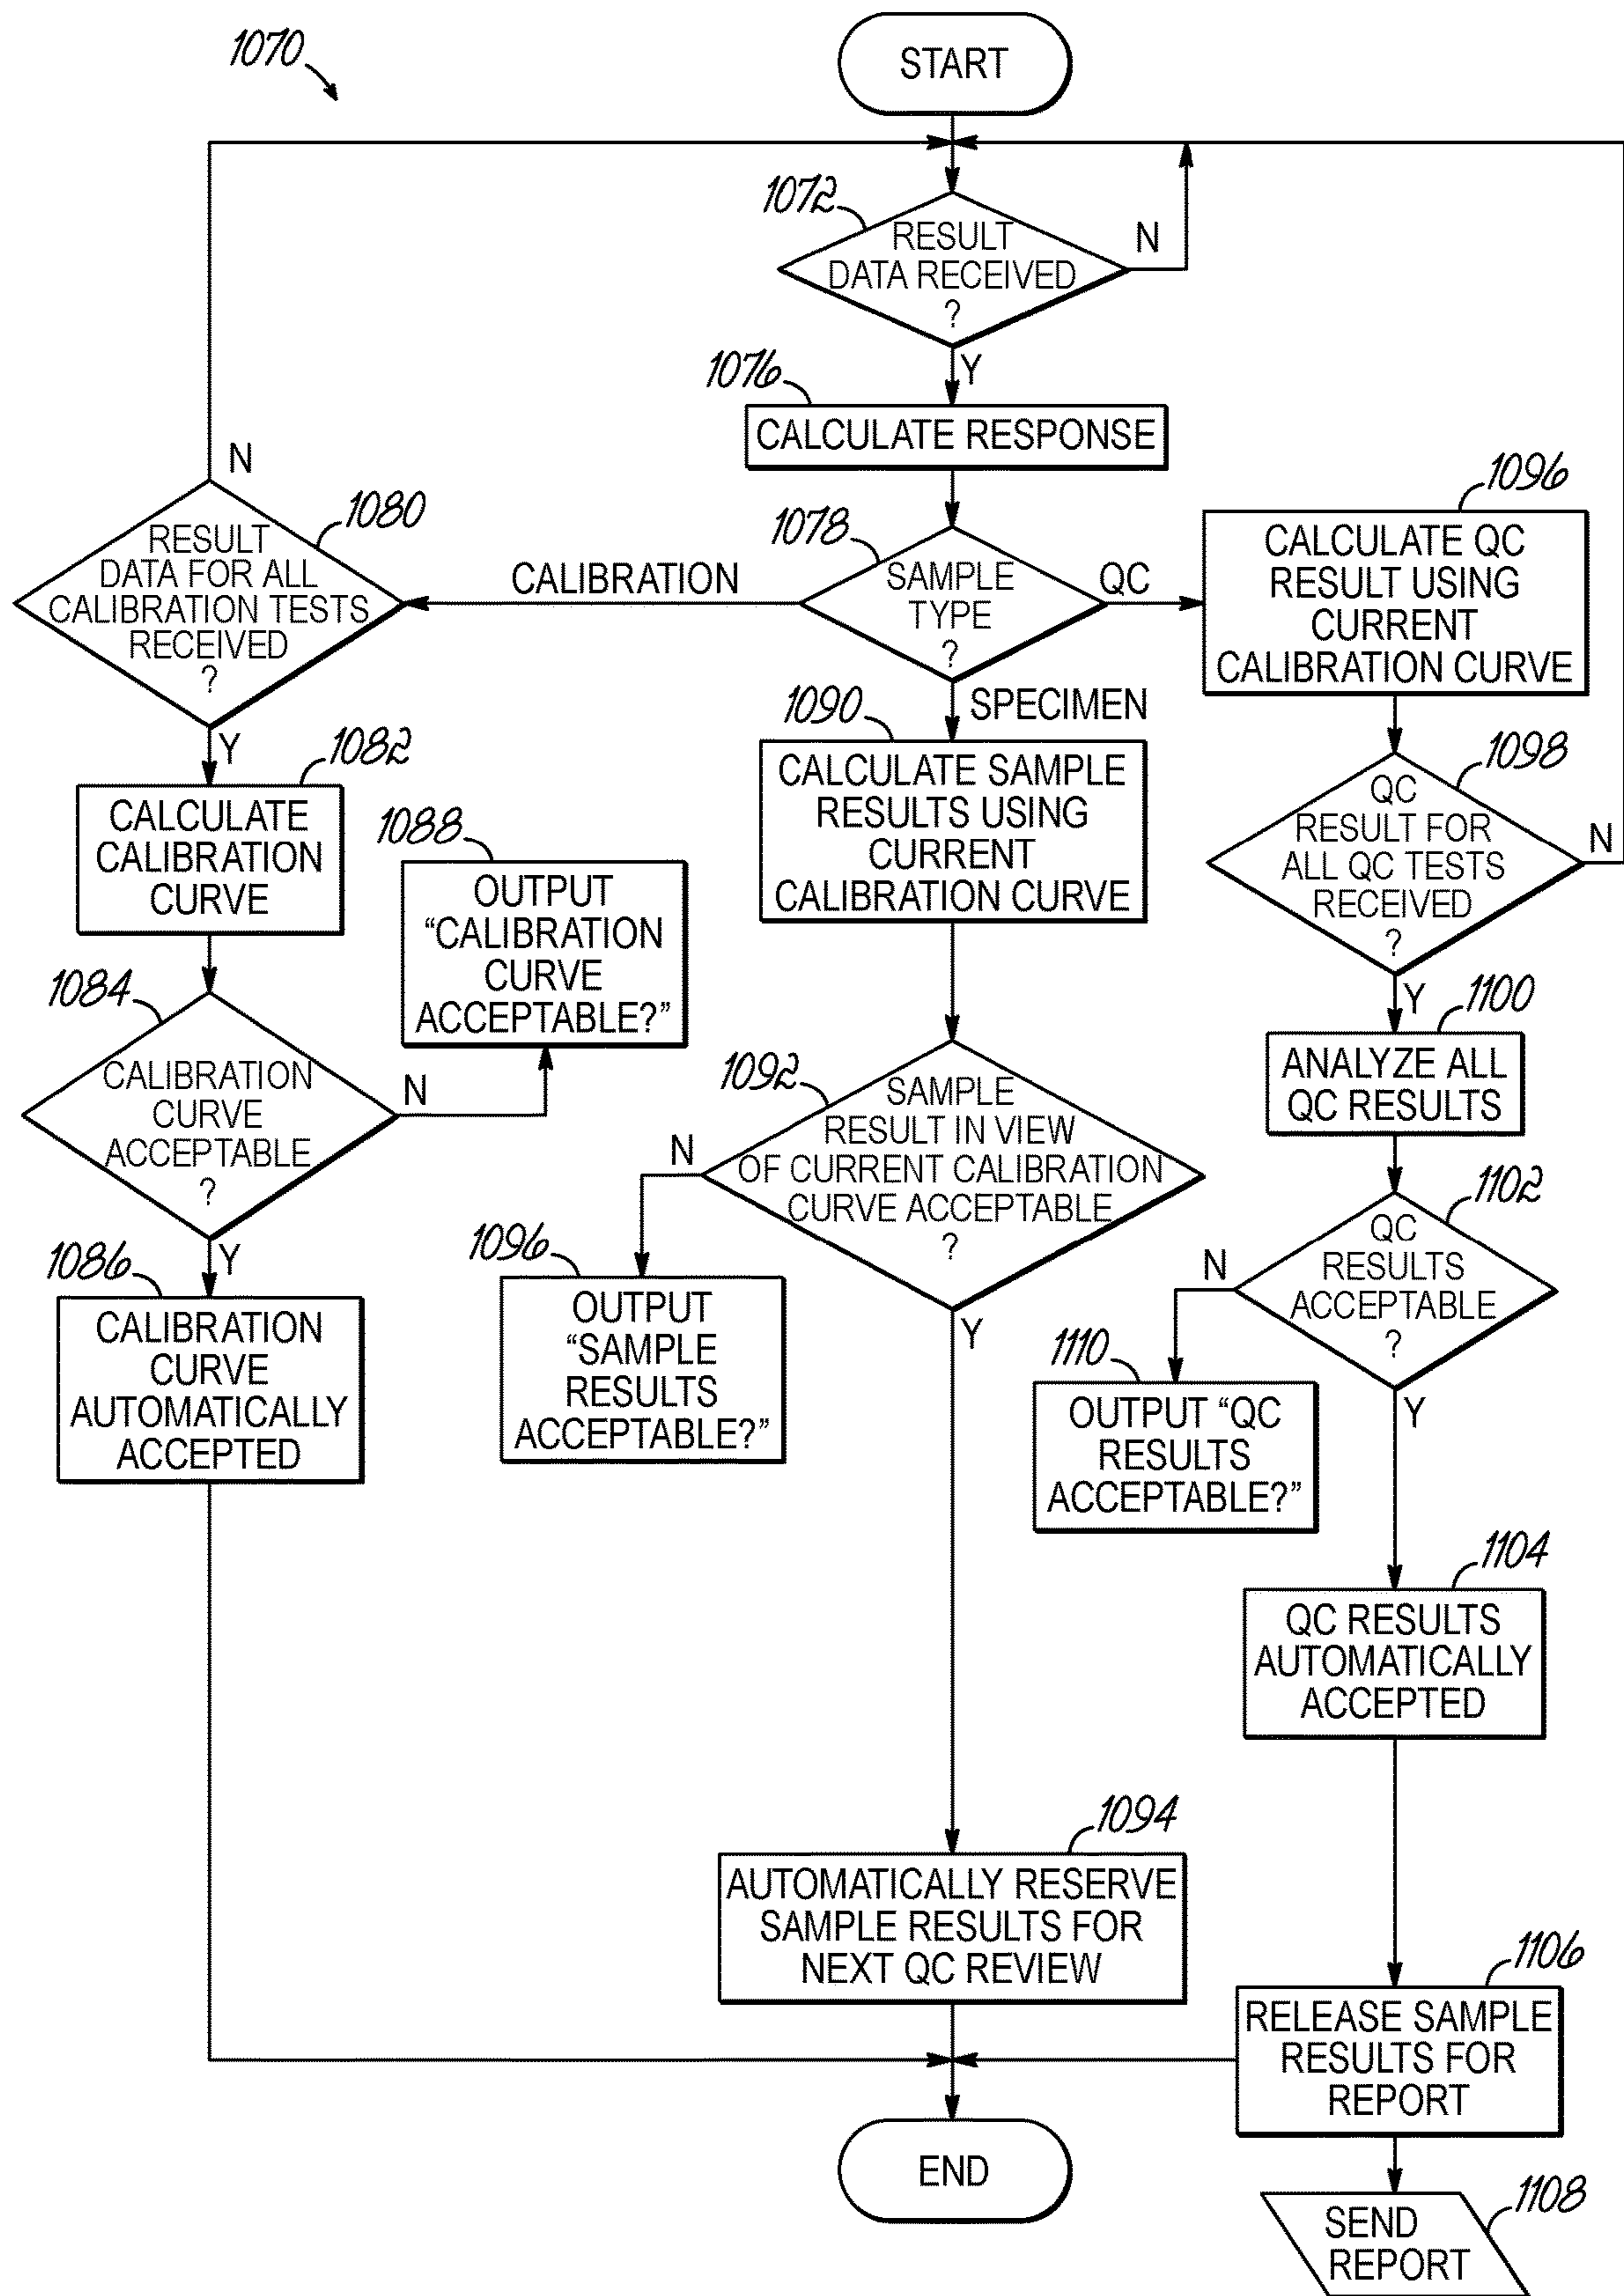 1070
START
1072
RESULT
DATA RECEIVED
?
N
Y
1076
CALCULATE RESPONSE
1078
SAMPLE
TYPE
?
CALIBRATION
QC
SPECIMEN
N
1080
RESULT
DATA FOR ALL
CALIBRATION TESTS
RECEIVED
?
Y
1082
CALCULATE
CALIBRATION
CURVE
1084
CALIBRATION
CURVE
ACCEPTABLE
?
N
1088
OUTPUT
“CALIBRATION
CURVE
ACCEPTABLE?”
Y
1086
CALIBRATION
CURVE
AUTOMATICALLY
ACCEPTED
1090
CALCULATE SAMPLE
RESULTS USING
CURRENT
CALIBRATION CURVE
1092
SAMPLE
RESULT IN VIEW
OF CURRENT CALIBRATION
CURVE ACCEPTABLE
?
N
1096
OUTPUT
“SAMPLE
RESULTS
ACCEPTABLE?”
Y
1094
AUTOMATICALLY RESERVE
SAMPLE RESULTS FOR
NEXT QC REVIEW
1096
CALCULATE QC
RESULT USING
CURRENT
CALIBRATION CURVE
1098
QC
RESULT FOR
ALL QC TESTS
RECEIVED
?
N
Y
1100
ANALYZE ALL
QC RESULTS
1102
QC
RESULTS
ACCEPTABLE
?
N
1110
OUTPUT “QC
RESULTS
ACCEPTABLE?”
Y
1104
QC RESULTS
AUTOMATICALLY
ACCEPTED
1106
RELEASE SAMPLE
RESULTS FOR
REPORT
END
1108
SEND
REPORT